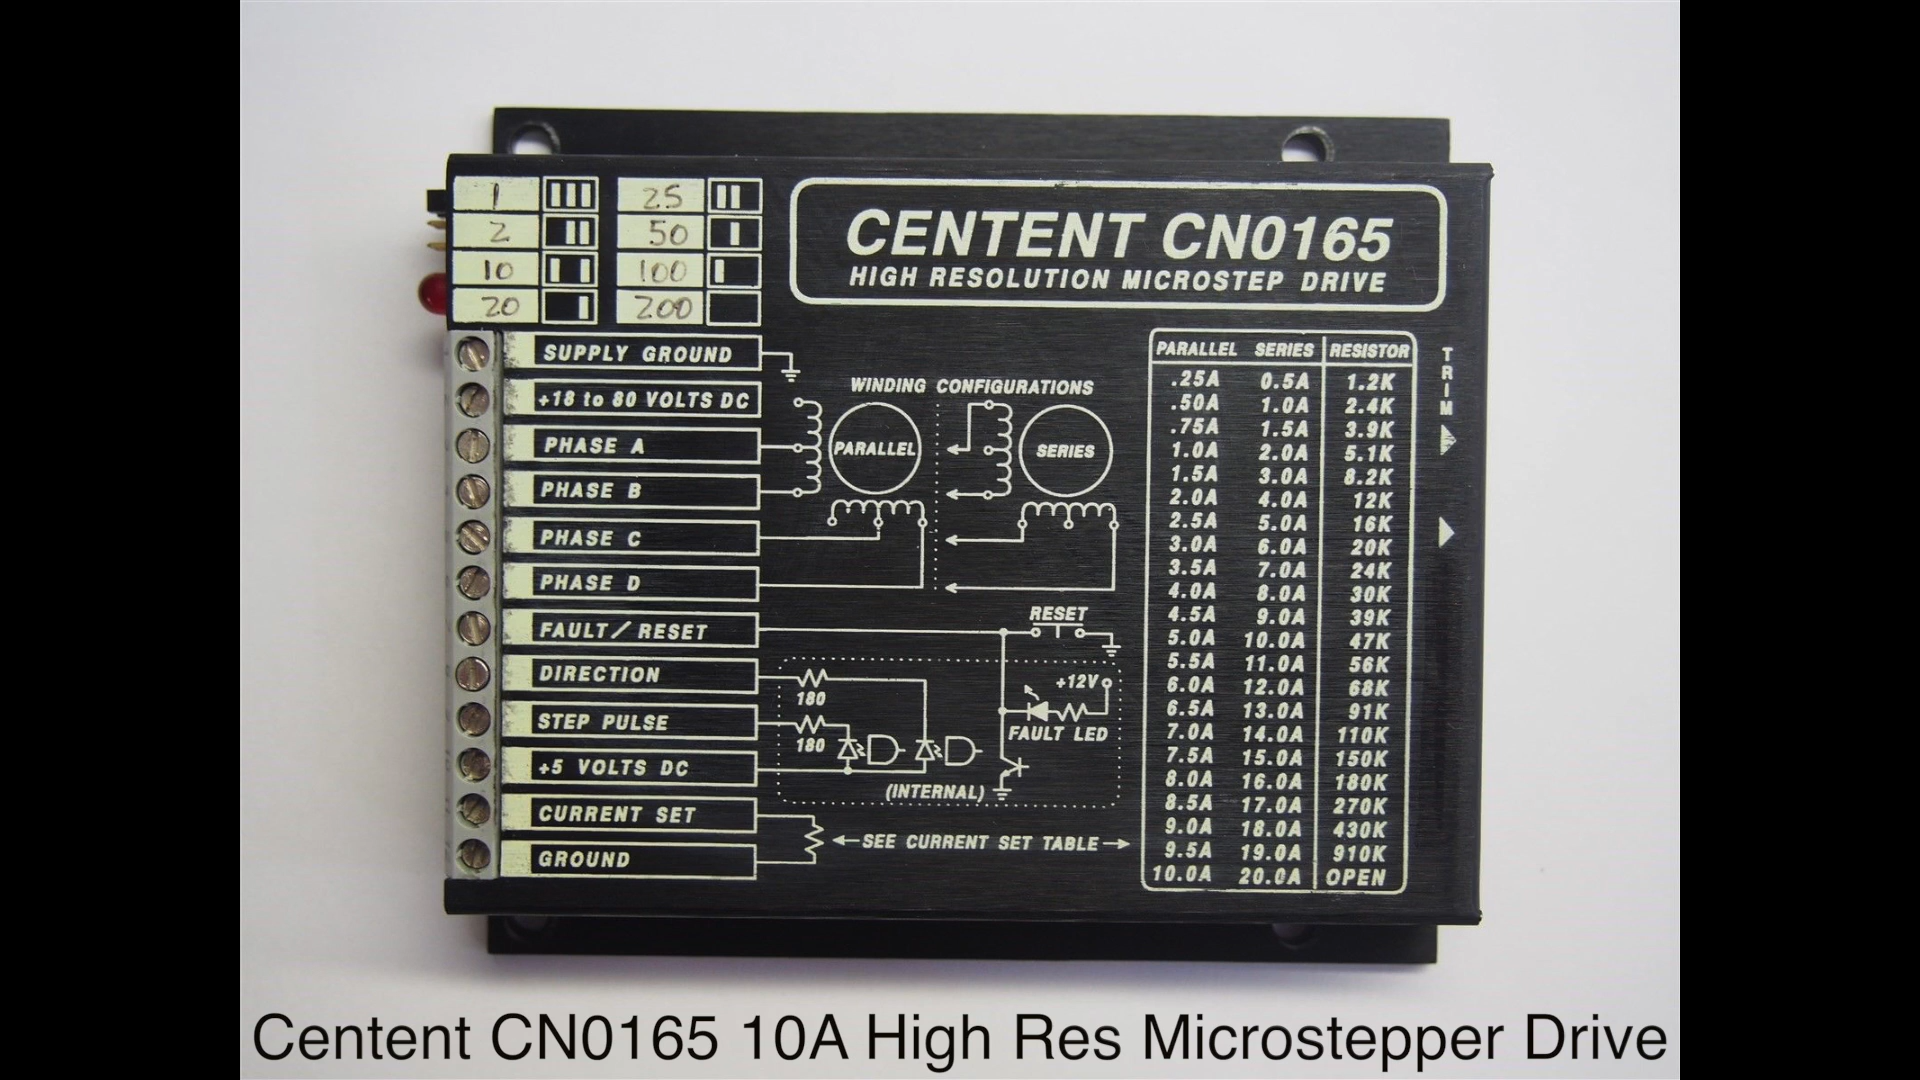 1 25
2 50
10 100
20 200
CENTENT CN0165
HIGH RESOLUTION MICROSTEP DRIVE
SUPPLY GROUND
+18 to 80 VOLTS DC
PHASE A
PHASE B
PHASE C
PHASE D
FAULT/RESET
DIRECTION
STEP PULSE
+5 VOLTS DC
CURRENT SET
GROUND
WINDING CONFIGURATIONS
PARALLEL SERIES
RESET
180
180
+12V
FAULT LED
(INTERNAL)
SEE CURRENT SET TABLE
PARALLEL SERIES RESISTOR
.25A 0.5A 1.2K
.50A 1.0A 2.4K
.75A 1.5A 3.9K
1.0A 2.0A 5.1K
1.5A 3.0A 8.2K
2.0A 4.0A 12K
2.5A 5.0A 16K
3.0A 6.0A 20K
3.5A 7.0A 24K
4.0A 8.0A 30K
4.5A 9.0A 39K
5.0A 10.0A 47K
5.5A 11.0A 56K
6.0A 12.0A 68K
6.5A 13.0A 91K
7.0A 14.0A 110K
7.5A 15.0A 150K
8.0A 16.0A 180K
8.5A 17.0A 270K
9.0A 18.0A 430K
9.5A 19.0A 910K
10.0A 20.0A OPEN
TRIM
Centent CN0165 10A High Res Microstepper Drive